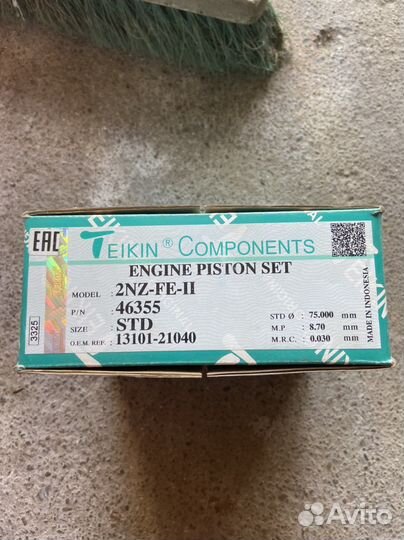 EAC
TEIKIN ® COMPONENTS
ENGINE PISTON SET
MODEL 2NZ-FE-II
P/N : 46355
SIZE : STD
O.E.M. REF. : 13101-21040
STD Ø : 75.000 mm
M.P : 8.70 mm
M.R.C. : 0.030 mm
MADE IN INDONESIA
3325
Avito